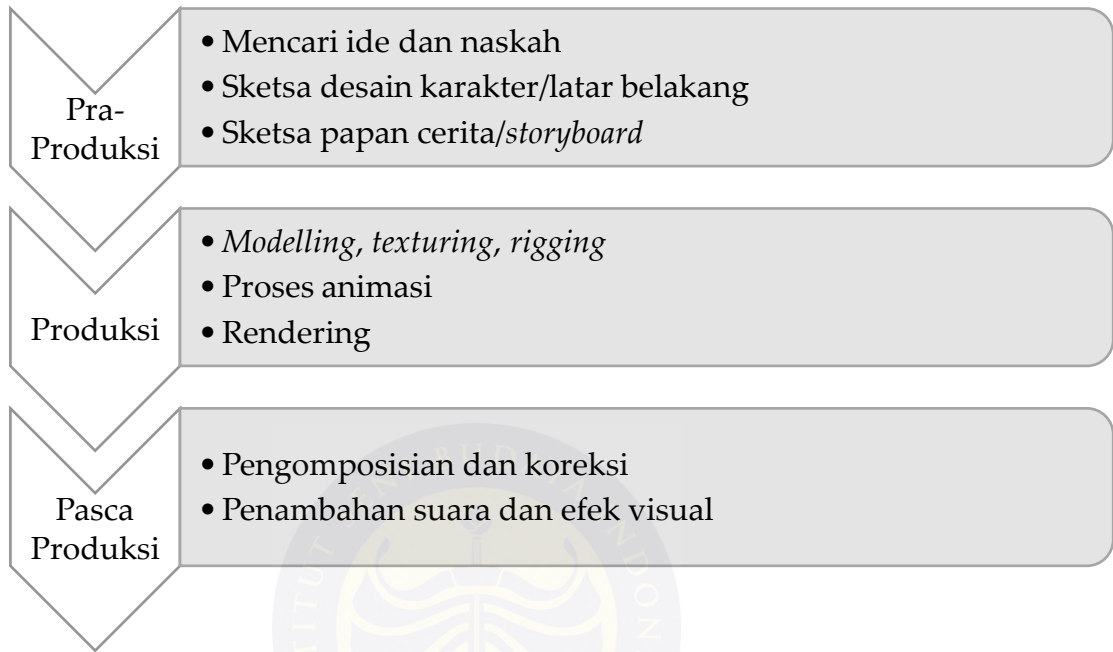 Pra-
Produksi
• Mencari ide dan naskah
• Sketsa desain karakter/latar belakang
• Sketsa papan cerita/storyboard
Produksi
• Modelling, texturing, rigging
• Proses animasi
• Rendering
Pasca
Produksi
• Pengomposisian dan koreksi
• Penambahan suara dan efek visual